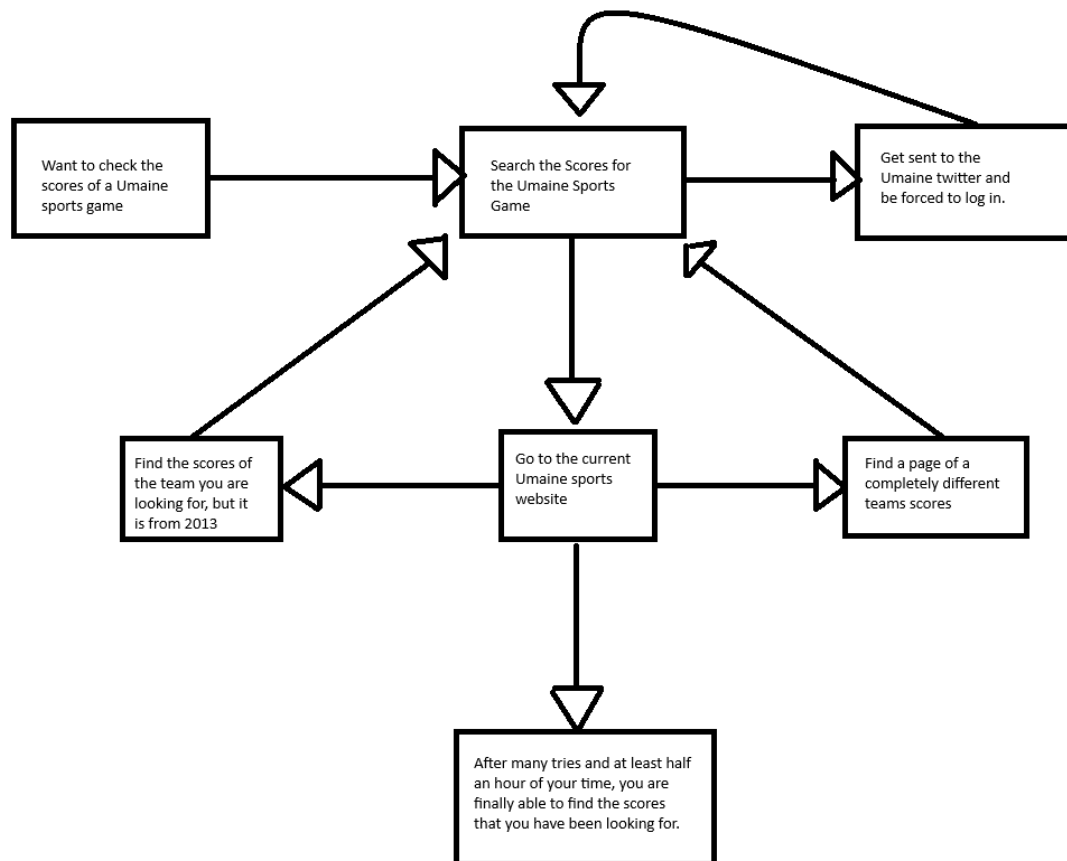 Want to check the
scores of a Umaine
sports game
Search the Scores for
the Umaine Sports
Game
Get sent to the
Umaine twitter and
be forced to log in.
Find the scores of
the team you are
looking for, but it
is from 2013
Go to the current
Umaine sports
website
Find a page of a
completely different
teams scores
After many tries and at least half
an hour of your time, you are
finally able to find the scores
that you have been looking for.